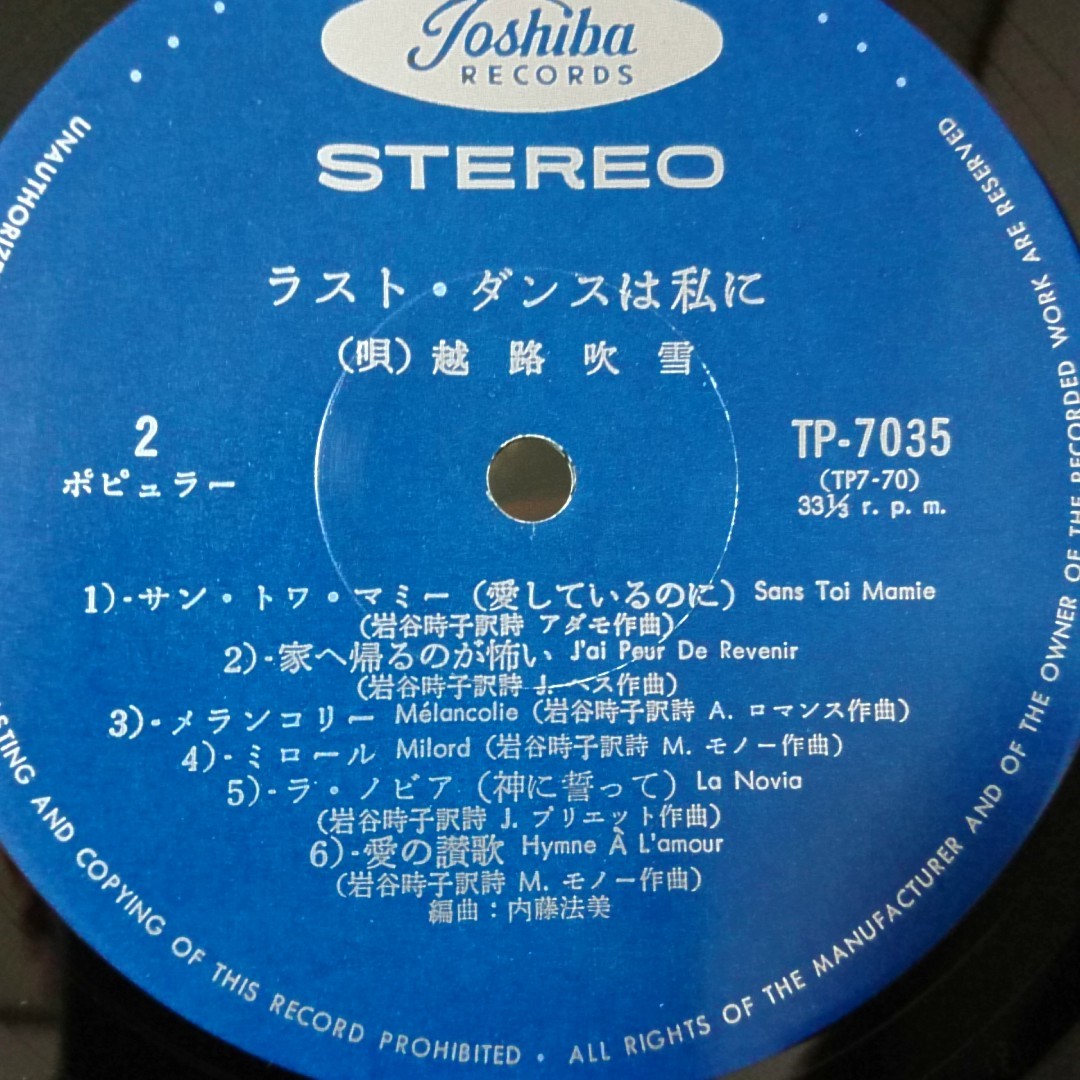 Toshiba
RECORDS
STEREO
ラスト・ダンスは私に
(唄) 越路吹雪
2
ポピュラー
TP-7035
(TP7-70)
33⅓ r. p. m.
1)-サン・トワ・マミー (愛しているのに) Sans Toi Mamie
(岩谷時子訳詩 アダモ作曲)
2)-家へ帰るのが怖い J'ai Peur De Revenir
(岩谷時子訳詩 J. ベス作曲)
3)-メランコリー Mélancolie (岩谷時子訳詩 A. ロマンス作曲)
4)-ミロール Milord (岩谷時子訳詩 M. モノー作曲)
5)-ラ・ノビア (神に誓って) La Novia
(岩谷時子訳詩 J. プリエット作曲)
6)-愛の讃歌 Hymne À L'amour
(岩谷時子訳詩 M. モノー作曲)
編曲：内藤法美
AND COPYING OF THIS RECORD PROHIBITED • ALL RIGHTS OF THE MANUFACTURER AND OF THE OWNER OF THE RECORDED WORK ARE RESERVED